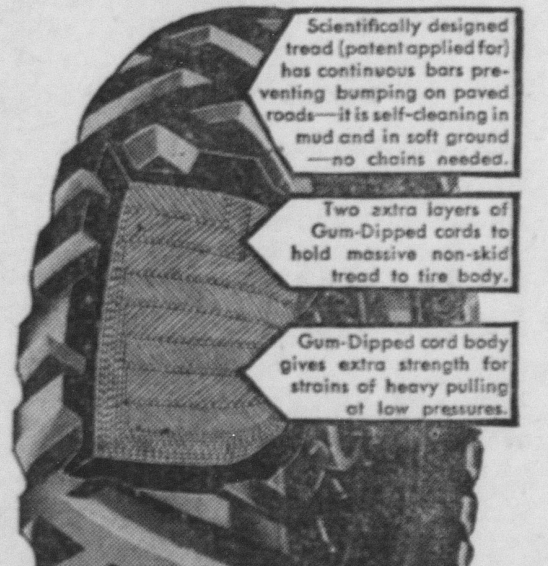 Scientifically designed
tread (patent applied for)
has continuous bars pre-
venting bumping on paved
roads—it is self-cleaning in
mud and in soft ground
—no chains needed.
Two extra layers of
Gum-Dipped cords to
hold massive non-skid
tread to tire body.
Gum-Dipped cord body
gives extra strength for
strains of heavy pulling
at low pressures.